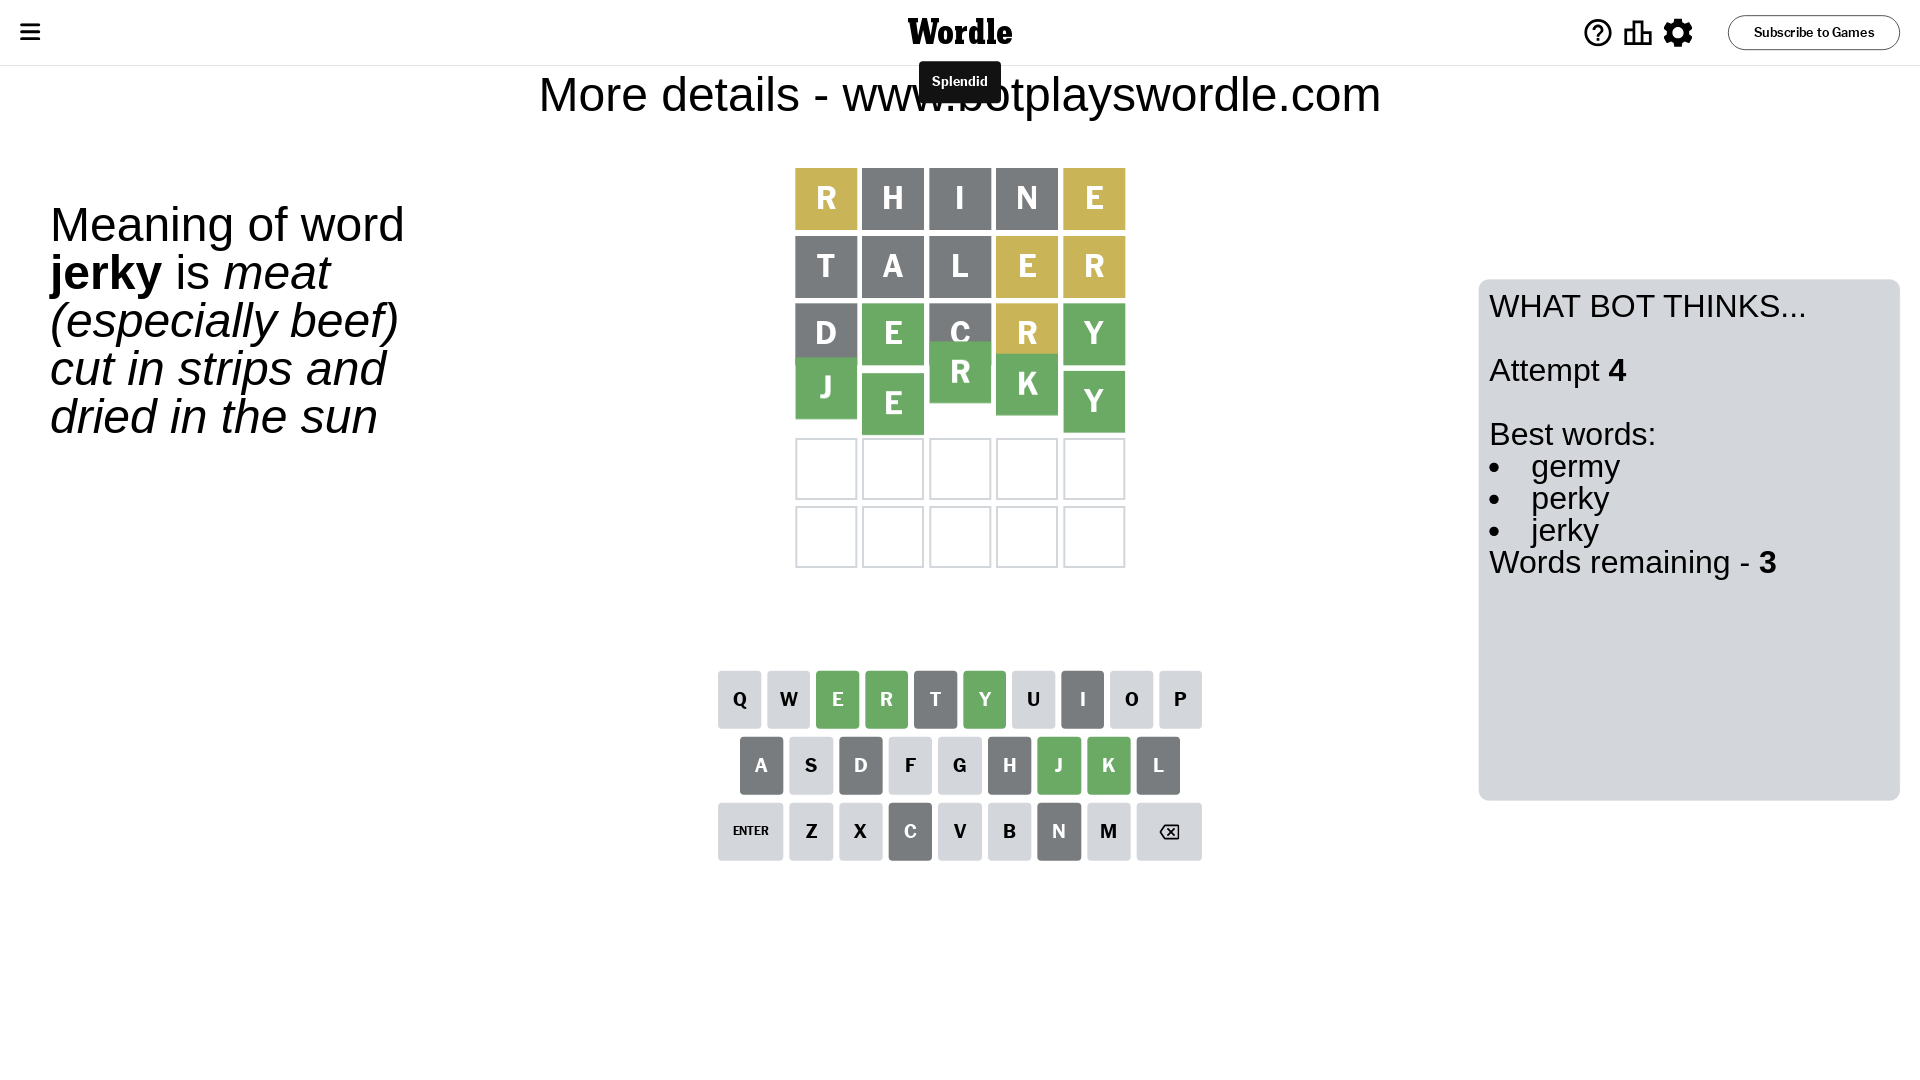 Wordle
Subscribe to Games
Splendid
More details - www.botplayswordle.com
Meaning of word
jerky is meat
(especially beef)
cut in strips and
dried in the sun
R H I N E
T A L E R
D E C R Y
J E R K Y
WHAT BOT THINKS...
Attempt 4
Best words:
• germy
• perky
• jerky
Words remaining - 3
Q W E R T Y U I O P
A S D F G H J K L
ENTER Z X C V B N M